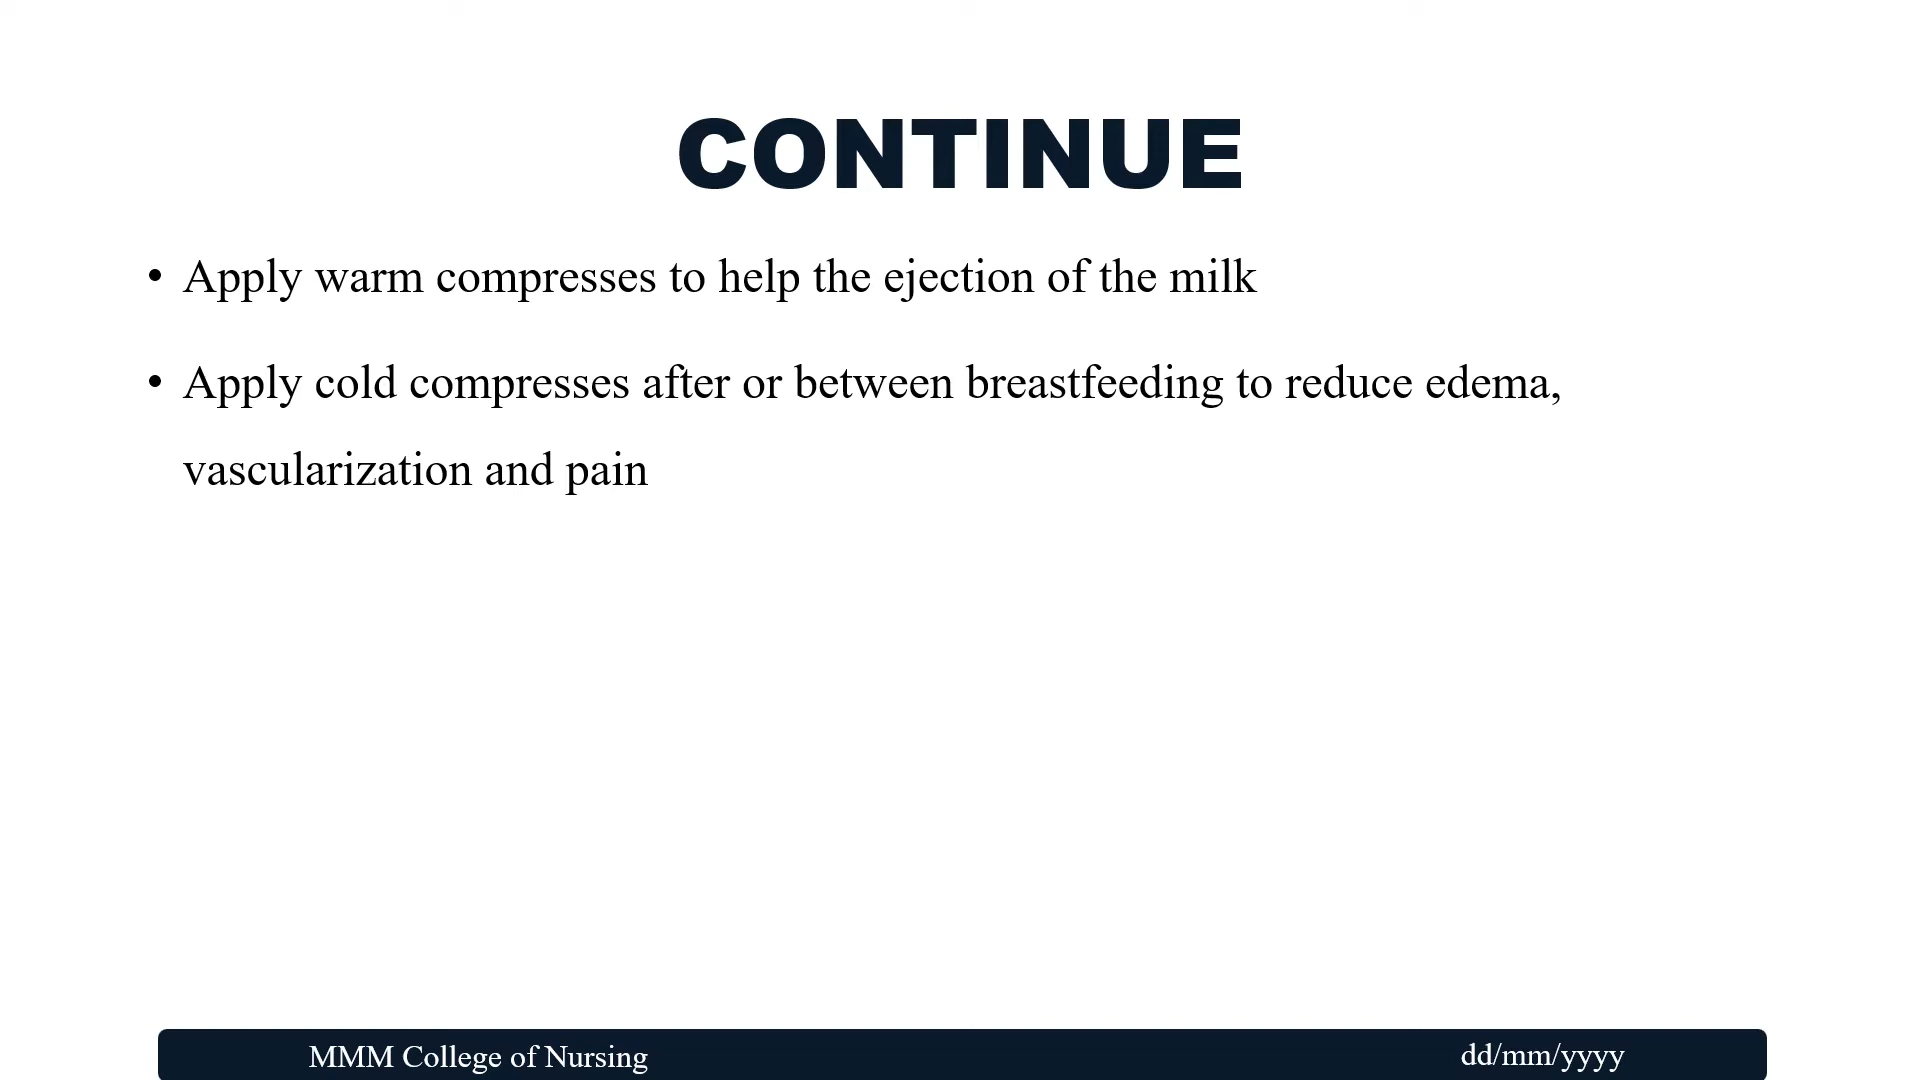 CONTINUE
• Apply warm compresses to help the ejection of the milk
• Apply cold compresses after or between breastfeeding to reduce edema,
vascularization and pain
MMM College of Nursing
dd/mm/yyyy